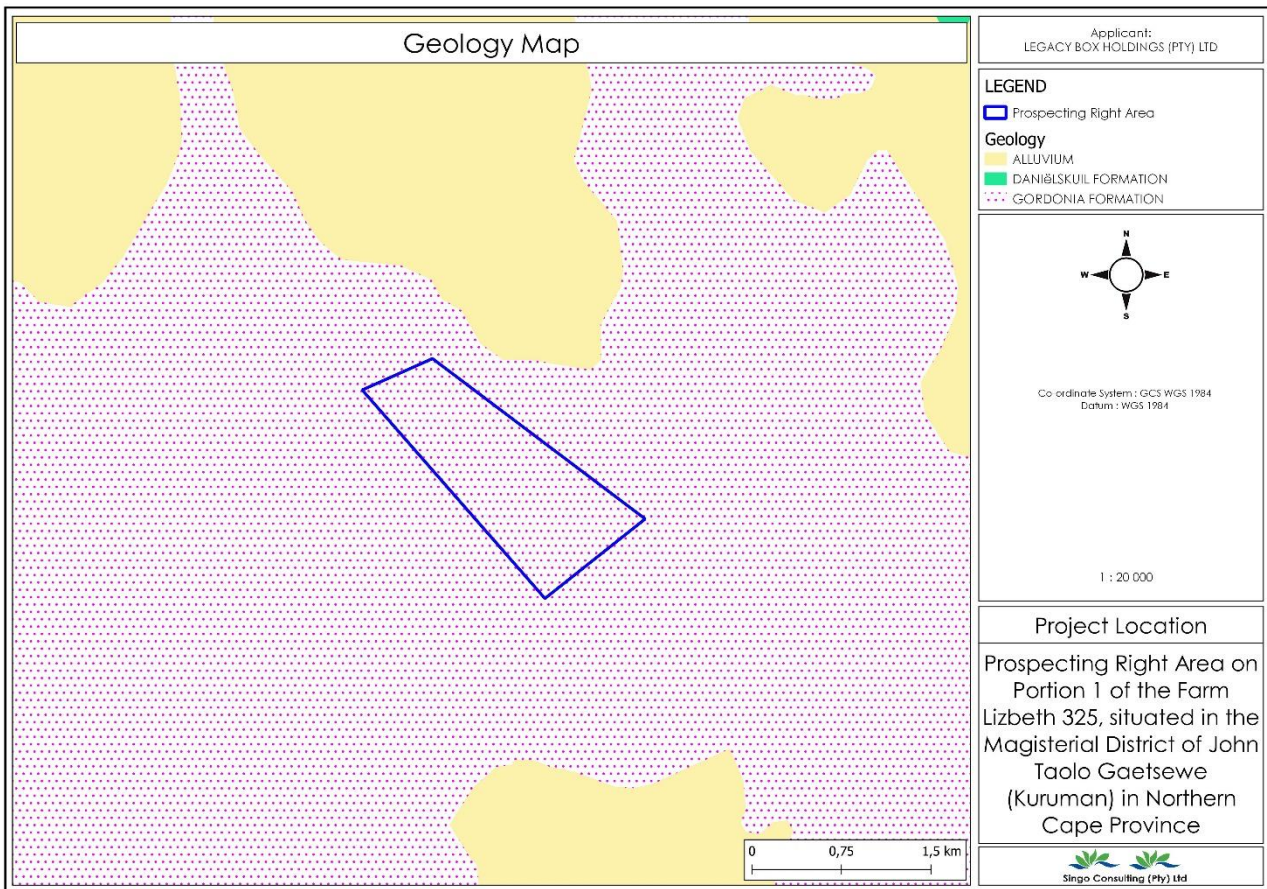 Geology Map
Applicant:
LEGACY BOX HOLDINGS (PTY) LTD
LEGEND
Prospecting Right Area
Geology
ALLUVIUM
DANIëLSKUIL FORMATION
GORDONIA FORMATION
N
W E
S
Co ordinate System : GCS WGS 1984
Datum : WGS 1984
1 : 20 000
Project Location
Prospecting Right Area on
Portion 1 of the Farm
Lizbeth 325, situated in the
Magisterial District of John
Taolo Gaetsewe
(Kuruman) in Northern
Cape Province
0 0,75 1,5 km
Singo Consulting (Pty) Ltd